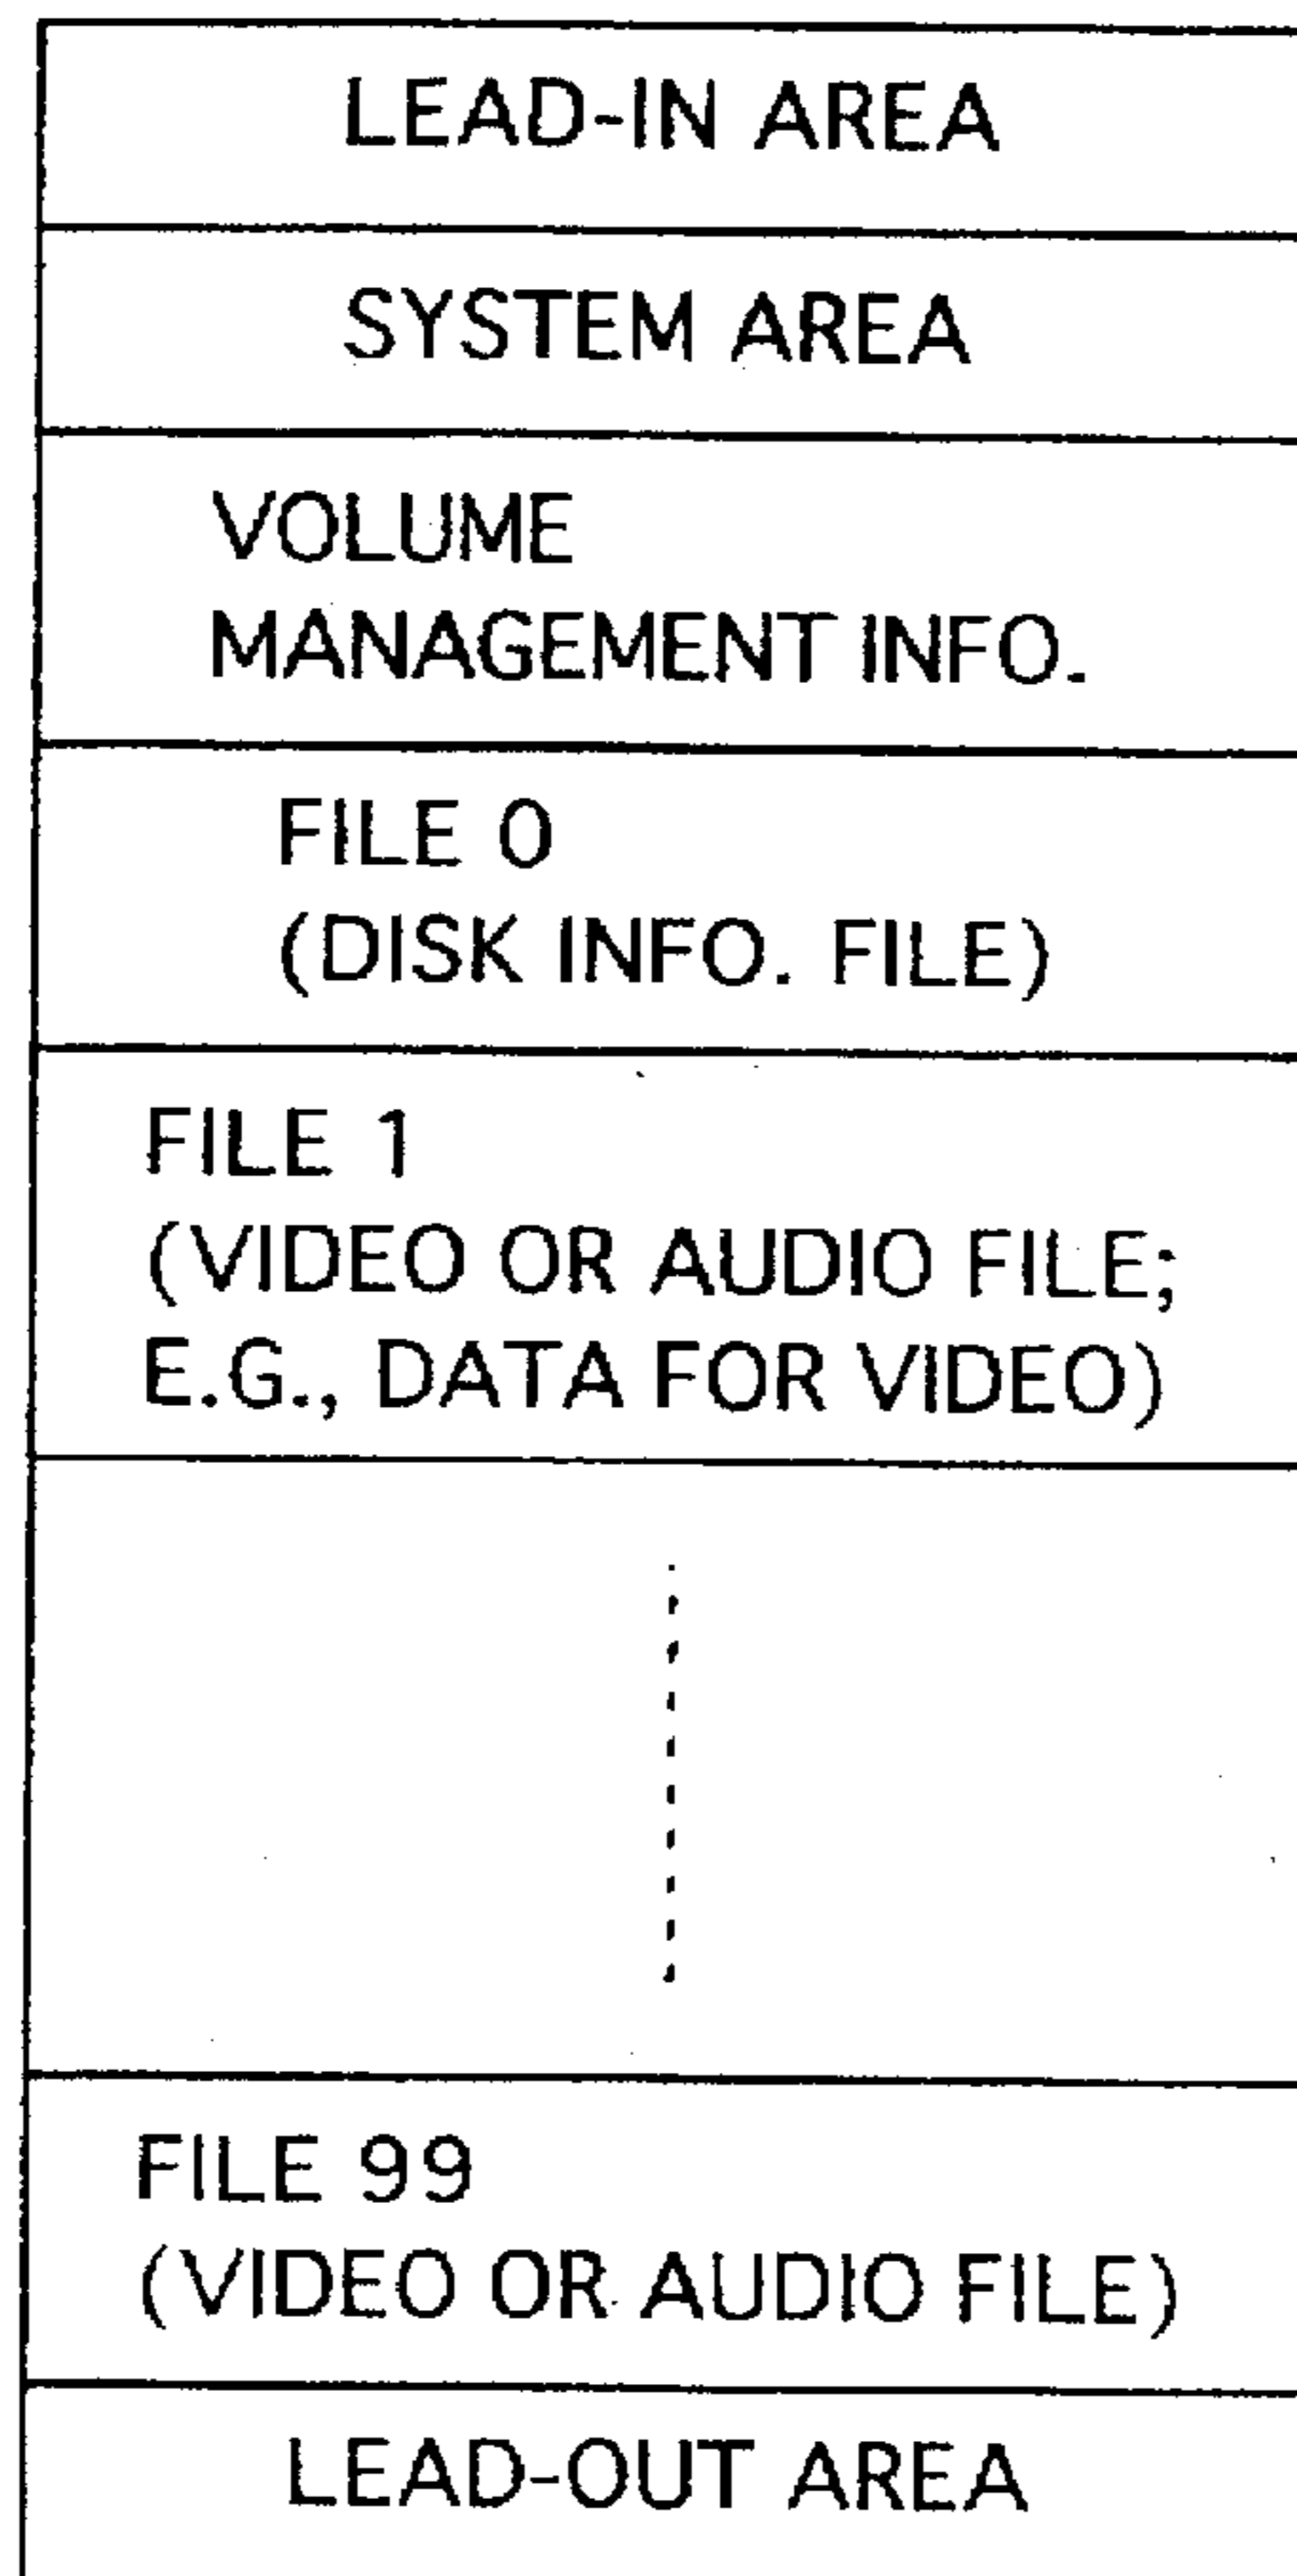 LEAD-IN AREA
SYSTEM AREA
VOLUME
MANAGEMENT INFO.
FILE 0
(DISK INFO. FILE)
FILE 1
(VIDEO OR AUDIO FILE;
E.G., DATA FOR VIDEO)
FILE 99
(VIDEO OR AUDIO FILE)
LEAD-OUT AREA